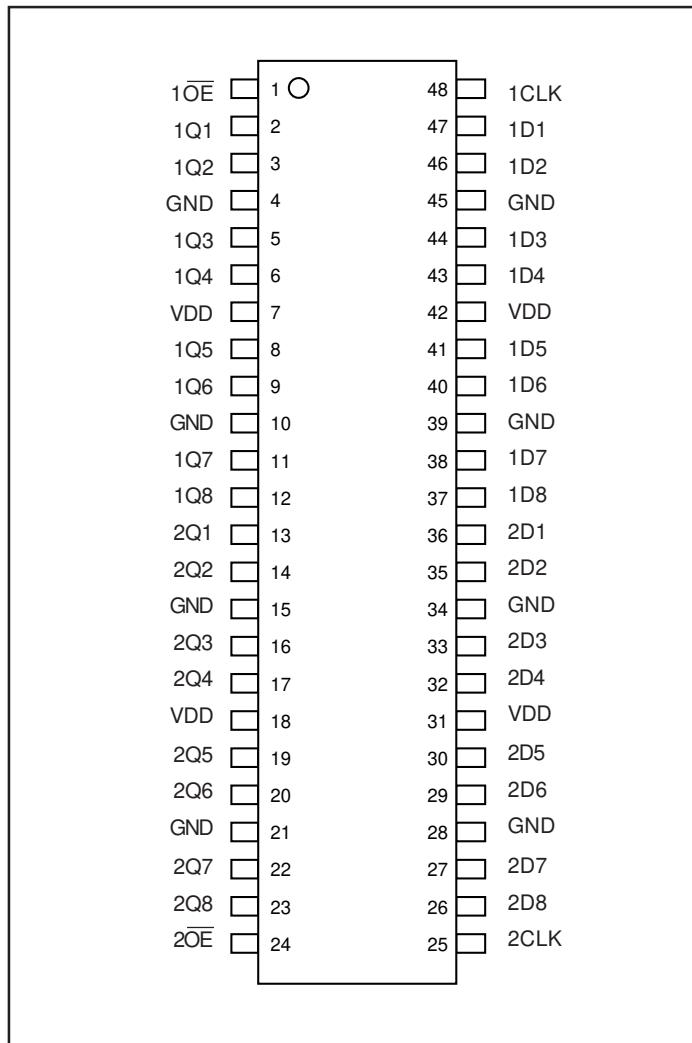 1O̅E̅ 1 48 1CLK
1Q1 2 47 1D1
1Q2 3 46 1D2
GND 4 45 GND
1Q3 5 44 1D3
1Q4 6 43 1D4
VDD 7 42 VDD
1Q5 8 41 1D5
1Q6 9 40 1D6
GND 10 39 GND
1Q7 11 38 1D7
1Q8 12 37 1D8
2Q1 13 36 2D1
2Q2 14 35 2D2
GND 15 34 GND
2Q3 16 33 2D3
2Q4 17 32 2D4
VDD 18 31 VDD
2Q5 19 30 2D5
2Q6 20 29 2D6
GND 21 28 GND
2Q7 22 27 2D7
2Q8 23 26 2D8
2O̅E̅ 24 25 2CLK